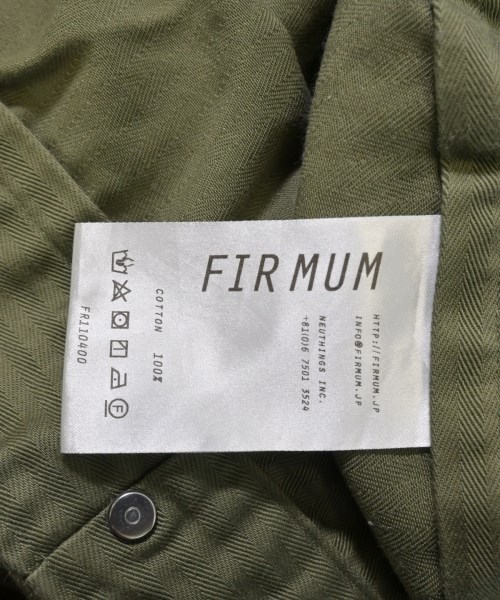 FIRMUM
HTTP://FIRMUM.JP
INFO@FIRMUM.JP
NEUTHINGS INC.
+81(0)6 7501 3524
COTTON 100%
FR110400